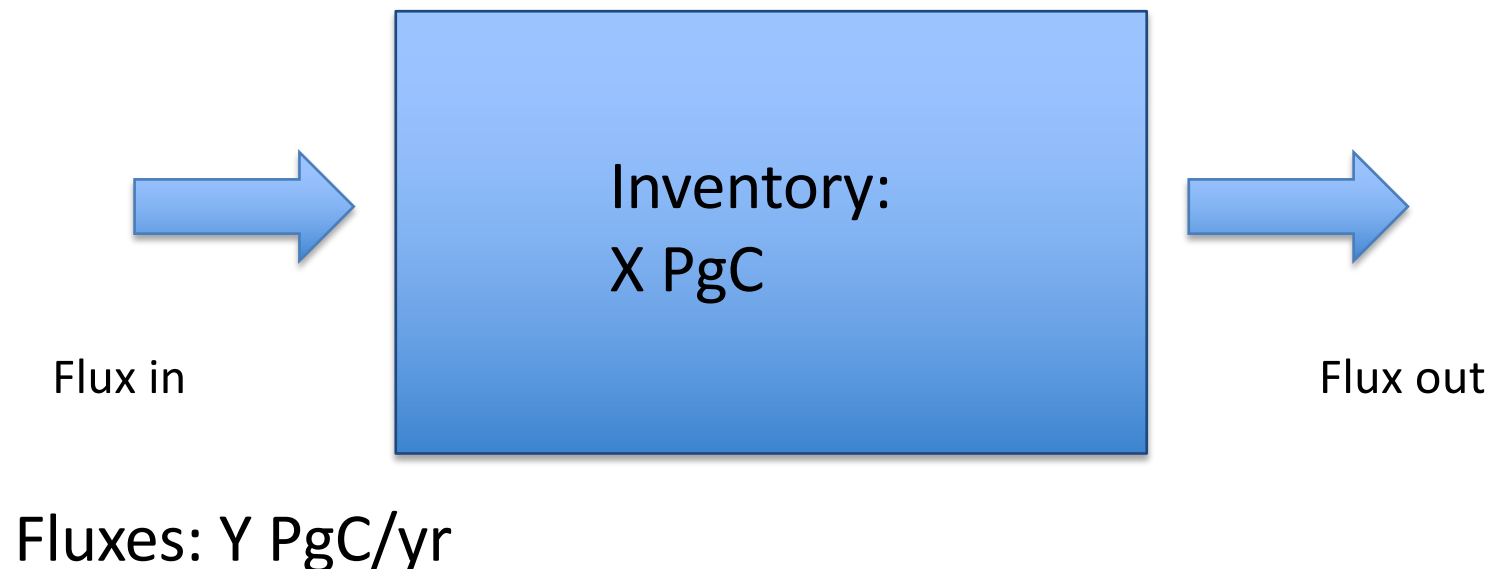 Inventory:
X PgC
Flux in
Flux out
Fluxes: Y PgC/yr